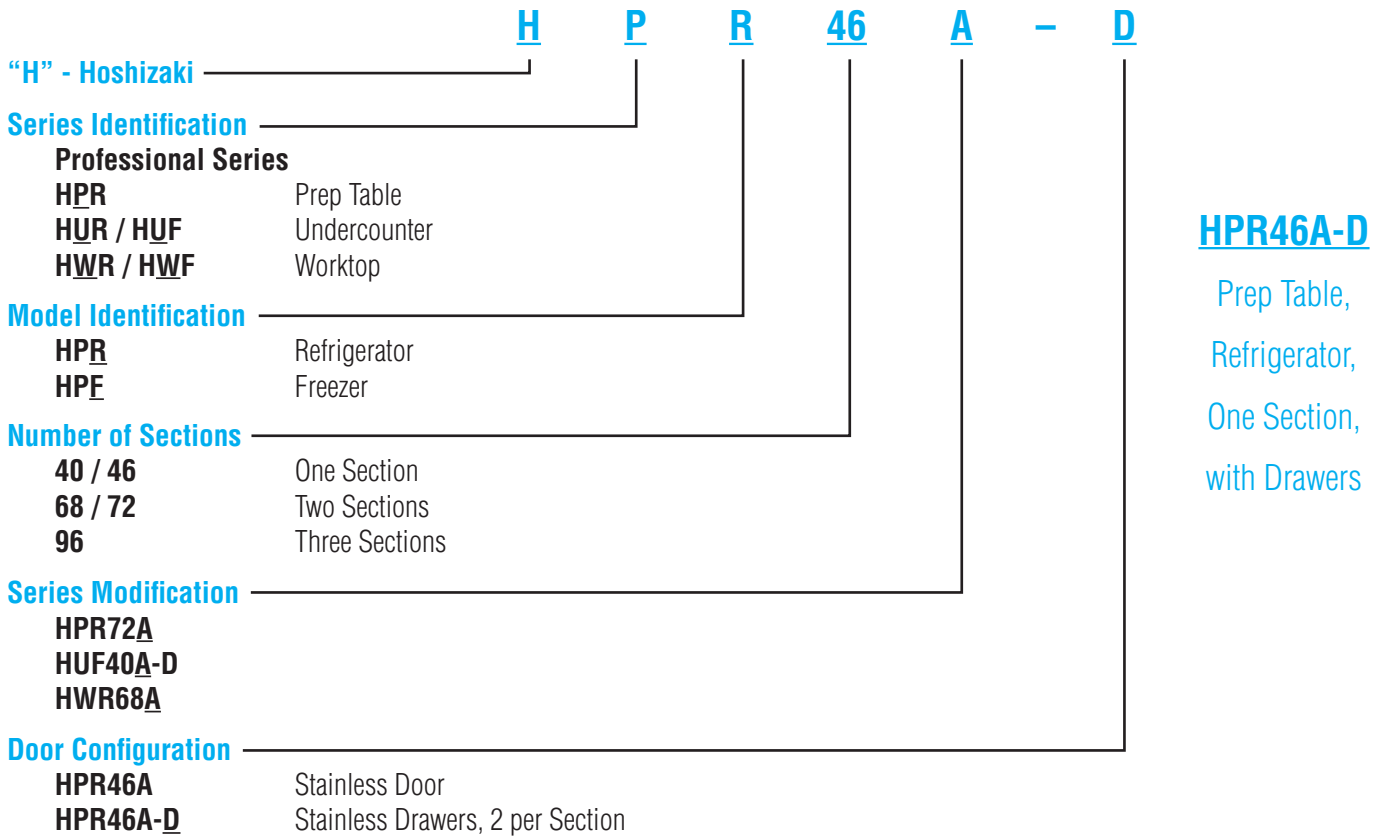 H P R 46 A – D
“H” - Hoshizaki
Series Identification
Professional Series
HPR Prep Table
HUR / HUF Undercounter
HWR / HWF Worktop
Model Identification
HPR Refrigerator
HPF Freezer
Number of Sections
40 / 46 One Section
68 / 72 Two Sections
96 Three Sections
Series Modification
HPR72A
HUF40A-D
HWR68A
Door Configuration
HPR46A Stainless Door
HPR46A-D Stainless Drawers, 2 per Section
HPR46A-D
Prep Table,
Refrigerator,
One Section,
with Drawers